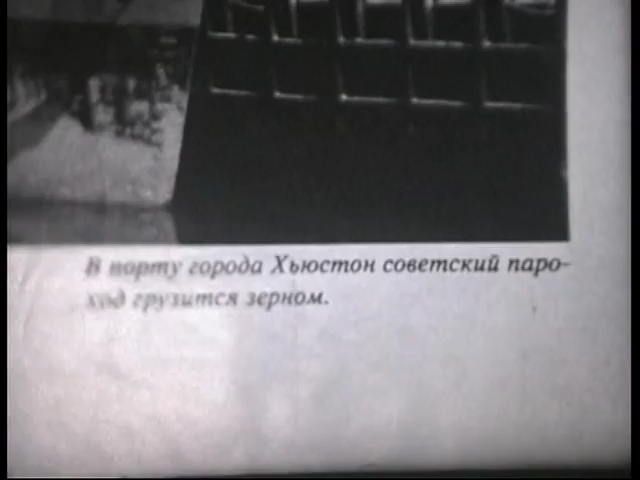 В порту города Хьюстон советский паро-
ход грузится зерном.